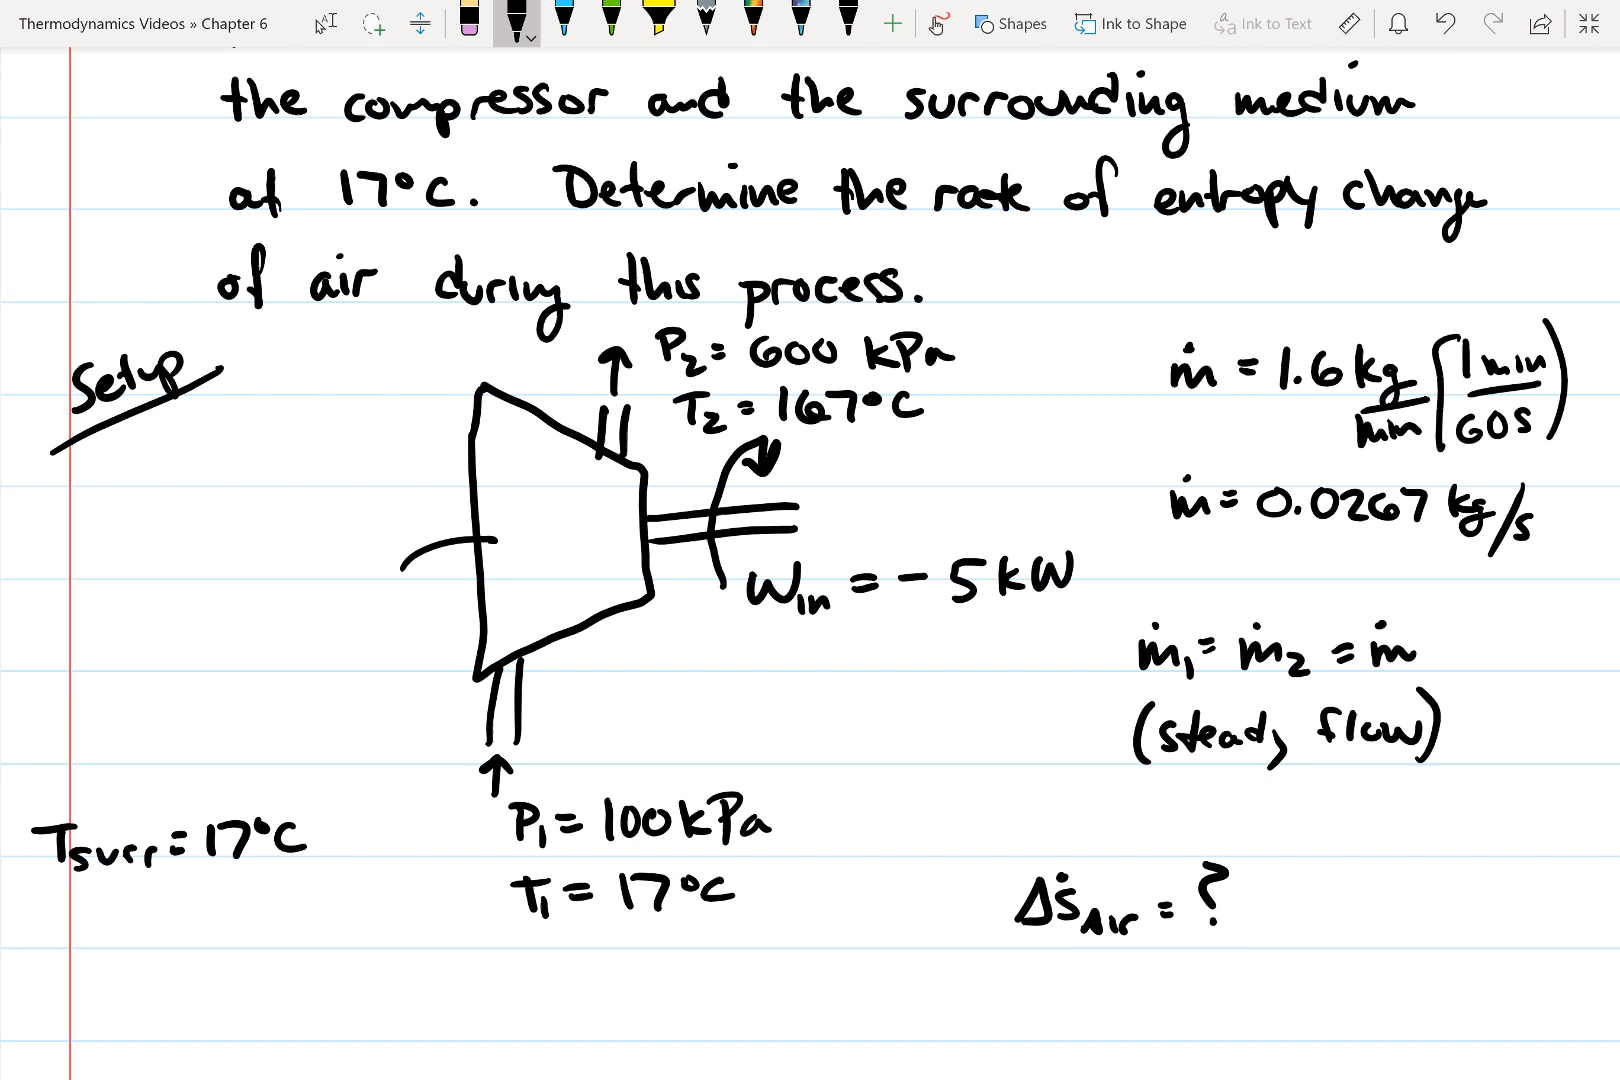 Thermodynamics Videos » Chapter 6
Shapes
Ink to Shape
Ink to Text
the compressor and the surrounding medium
at 17°C. Determine the rate of entropy change
of air during this process.
Setup
P₂ = 600 kPa
T₂ = 167°C
ṁ = 1.6 kg/min (1 min/60 s)
ṁ = 0.0267 kg/s
Win = - 5 kW
ṁ₁ = ṁ₂ = ṁ
(steady flow)
P₁ = 100 kPa
Tsurr = 17°C
T₁ = 17°C
ΔṠAir = ?